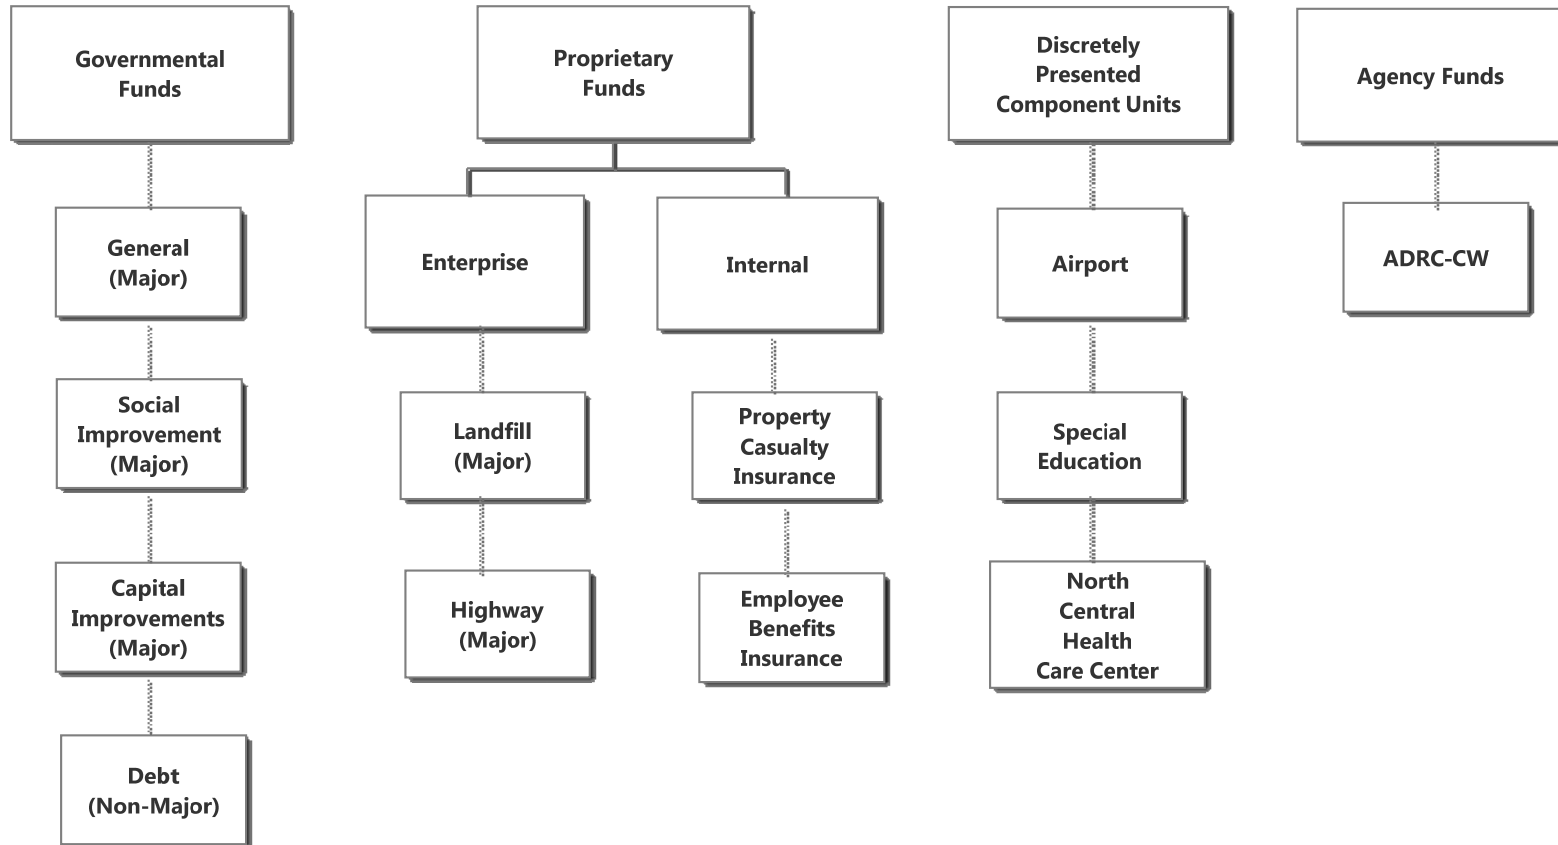 Governmental
Funds
Proprietary
Funds
Discretely
Presented
Component Units
Agency Funds
General
(Major)
Enterprise
Internal
Airport
ADRC-CW
Social
Improvement
(Major)
Landfill
(Major)
Property
Casualty
Insurance
Special
Education
Capital
Improvements
(Major)
Highway
(Major)
Employee
Benefits
Insurance
North
Central
Health
Care Center
Debt
(Non-Major)